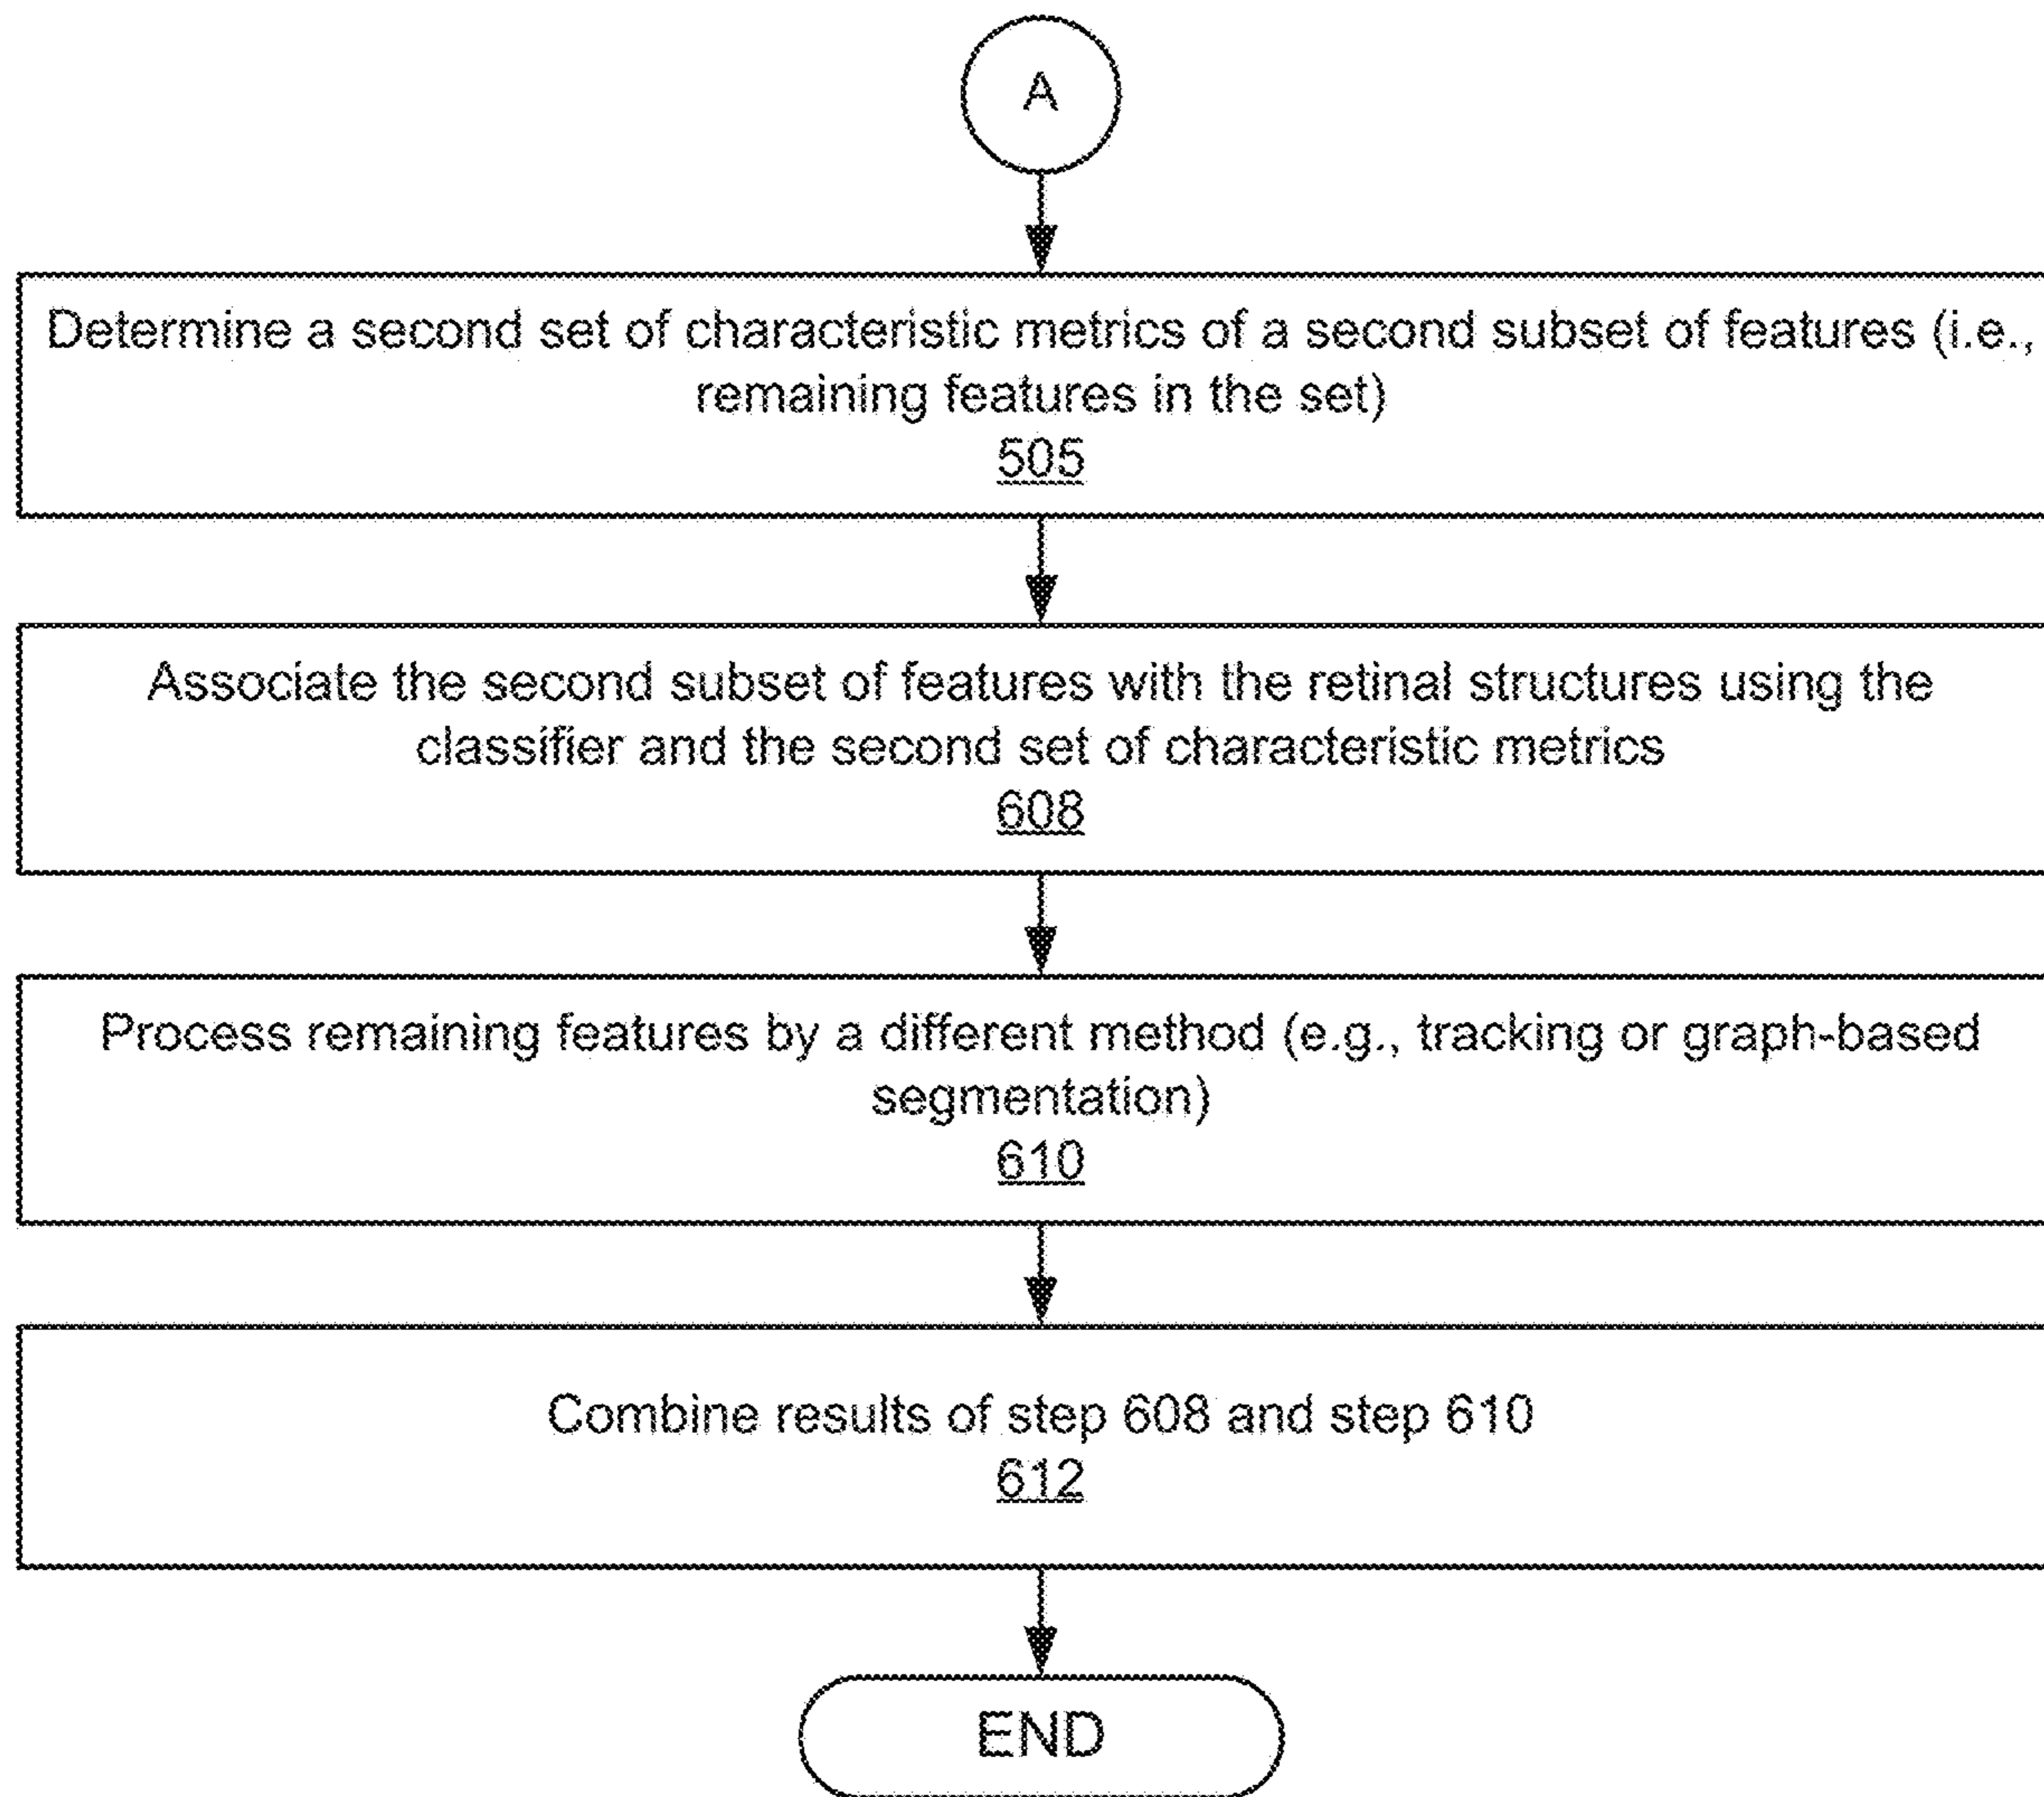 A
Determine a second set of characteristic metrics of a second subset of features (i.e.,
remaining features in the set)
505
Associate the second subset of features with the retinal structures using the
classifier and the second set of characteristic metrics
608
Process remaining features by a different method (e.g., tracking or graph-based
segmentation)
610
Combine results of step 608 and step 610
612
END